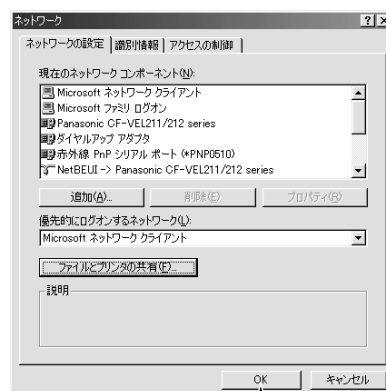 ネットワーク
ネットワークの設定 識別情報 アクセスの制御
現在のネットワーク コンポーネント(N):
Microsoft ネットワーク クライアント
Microsoft ファミリ ログオン
Panasonic CF-VEL211/212 series
ダイヤルアップ アダプタ
赤外線 PnP シリアル ポート (*PNP0510)
NetBEUI -> Panasonic CF-VEL211/212 series
追加(A)... 削除(E) プロパティ(R)
優先的にログオンするネットワーク(L):
Microsoft ネットワーク クライアント
ファイルとプリンタの共有(F)...
説明
OK キャンセル